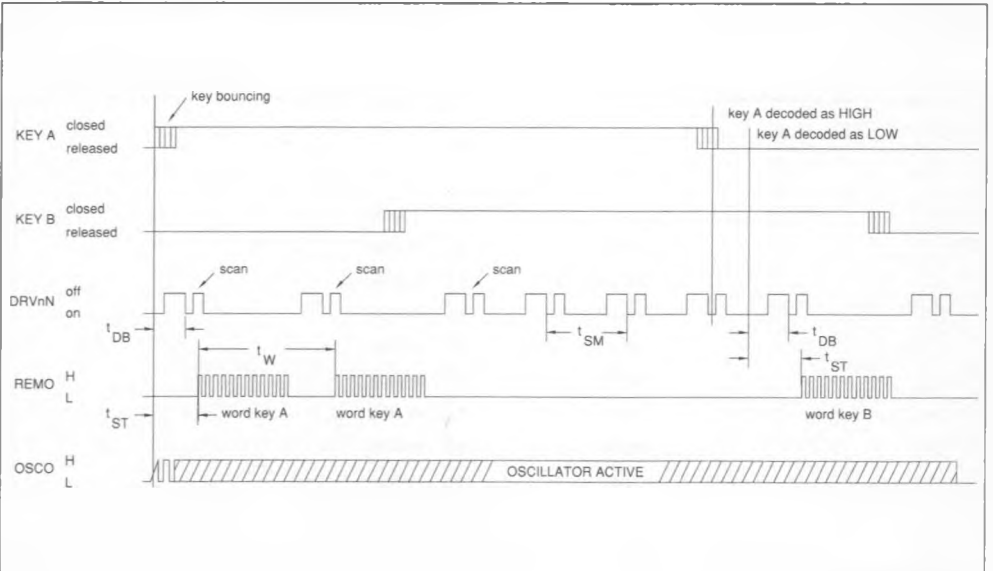 key bouncing
key A decoded as HIGH
key A decoded as LOW
KEY A
closed
released
KEY B
closed
released
scan
scan
scan
DRVnN
off
on
t DB
t SM
t DB
t W
t ST
REMO
H
L
word key A
word key A
word key B
t ST
OSCO
H
L
OSCILLATOR ACTIVE